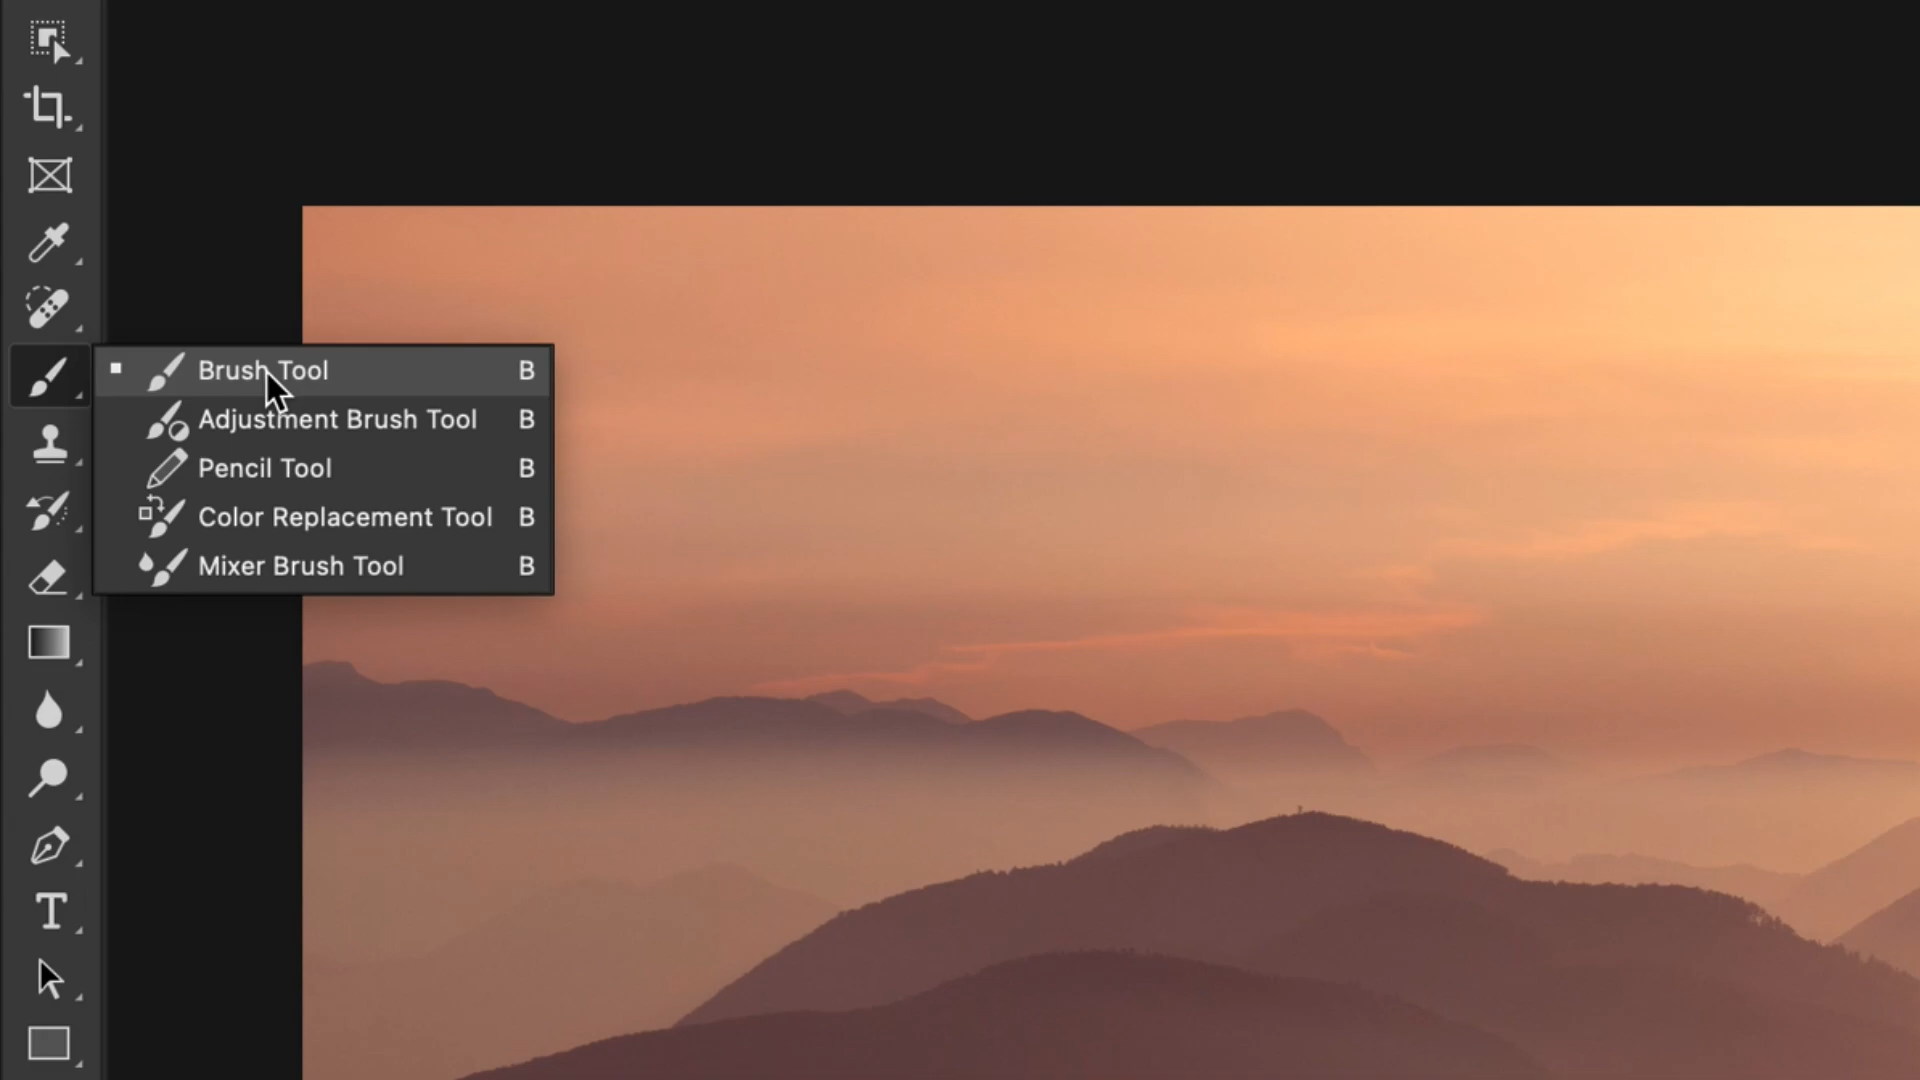 Brush Tool B
Adjustment Brush Tool B
Pencil Tool B
Color Replacement Tool B
Mixer Brush Tool B